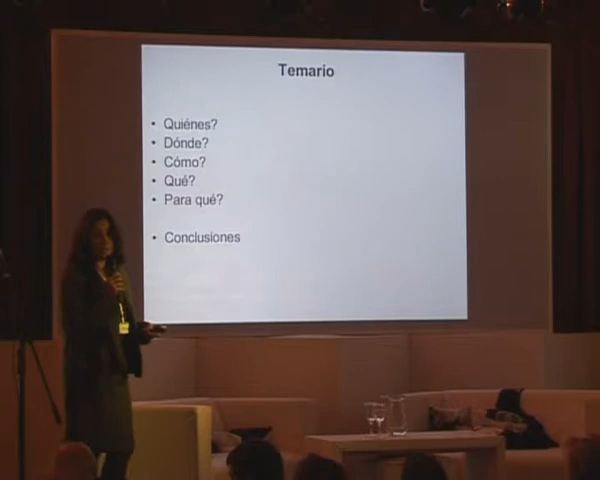 Temario
• Quiénes?
• Dónde?
• Cómo?
• Qué?
• Para qué?
• Conclusiones